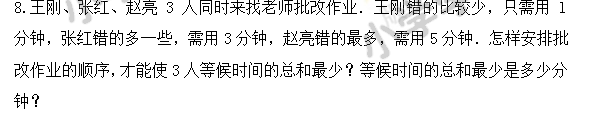 8.王刚、张红、赵亮 3 人同时来找老师批改作业．王刚错的比较少，只需用 1
分钟，张红错的多一些，需用 3 分钟，赵亮错的最多，需用 5 分钟．怎样安排批
改作业的顺序，才能使 3 人等候时间的总和最少？等候时间的总和最少是多少分
钟？